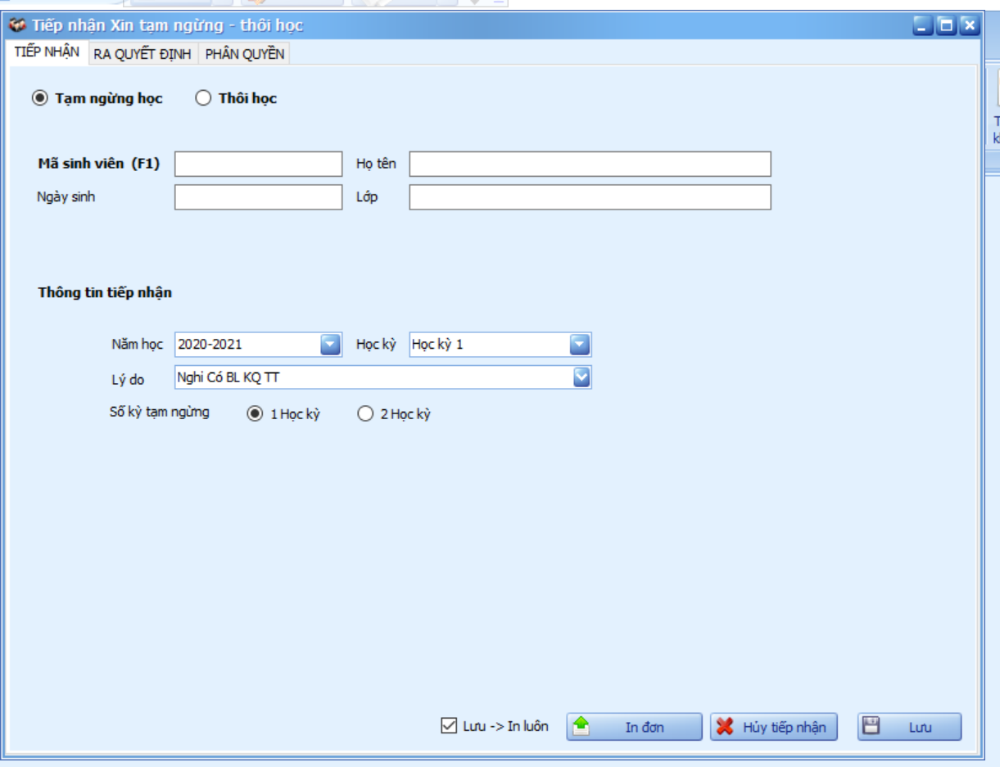 Tiếp nhận Xin tạm ngừng - thôi học
TIẾP NHẬN RA QUYẾT ĐỊNH PHÂN QUYỀN
Tạm ngừng học Thôi học
Mã sinh viên (F1) Họ tên
Ngày sinh Lớp
Thông tin tiếp nhận
Năm học 2020-2021 Học kỳ Học kỳ 1
Lý do Nghỉ Có BL KQ TT
Số kỳ tạm ngừng 1 Học kỳ 2 Học kỳ
Lưu -> In luôn In đơn Hủy tiếp nhận Lưu